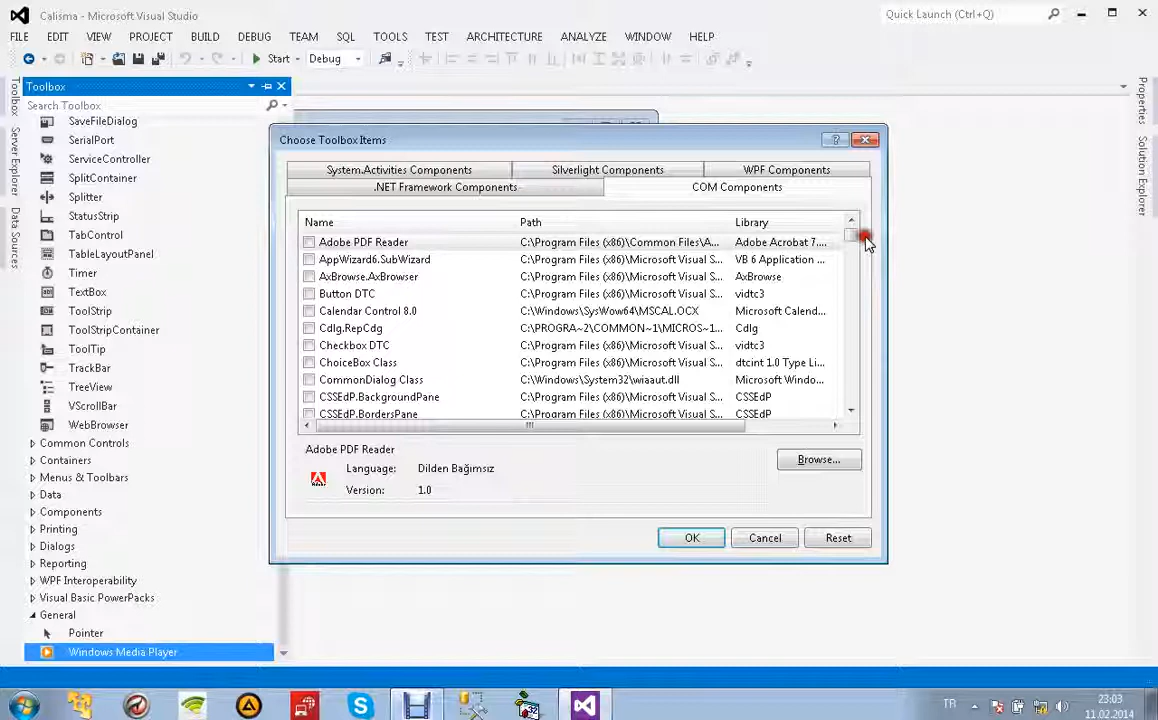 Calisma - Microsoft Visual Studio
Quick Launch (Ctrl+Q)
FILE EDIT VIEW PROJECT BUILD DEBUG TEAM SQL TOOLS TEST ARCHITECTURE ANALYZE WINDOW HELP
Start Debug
Toolbox
Server Explorer
Data Sources
Toolbox
Search Toolbox
SaveFileDialog
SerialPort
ServiceController
SplitContainer
Splitter
StatusStrip
TabControl
TableLayoutPanel
Timer
TextBox
ToolStrip
ToolStripContainer
ToolTip
TrackBar
TreeView
VScrollBar
WebBrowser
Common Controls
Containers
Menus & Toolbars
Data
Components
Printing
Dialogs
Reporting
WPF Interoperability
Visual Basic PowerPacks
General
Pointer
Windows Media Player
Choose Toolbox Items
System.Activities Components Silverlight Components WPF Components
.NET Framework Components COM Components
Name Path Library
Adobe PDF Reader C:\Program Files (x86)\Common Files\A... Adobe Acrobat 7....
AppWizard6.SubWizard C:\Program Files (x86)\Microsoft Visual S... VB 6 Application ...
AxBrowse.AxBrowser C:\Program Files (x86)\Microsoft Visual S... AxBrowse
Button DTC C:\Program Files (x86)\Microsoft Visual S... vidtc3
Calendar Control 8.0 C:\Windows\SysWow64\MSCAL.OCX Microsoft Calend...
Cdlg.RepCdg C:\PROGRA~2\COMMON~1\MICROS~1... Cdlg
Checkbox DTC C:\Program Files (x86)\Microsoft Visual S... vidtc3
ChoiceBox Class C:\Program Files (x86)\Microsoft Visual S... dtcint 1.0 Type Li...
CommonDialog Class C:\Windows\System32\wiaaut.dll Microsoft Windo...
CSSEdP.BackgroundPane C:\Program Files (x86)\Microsoft Visual S... CSSEdP
CSSEdP.BordersPane C:\Program Files (x86)\Microsoft Visual S... CSSEdP
Adobe PDF Reader
Language: Dilden Bağımsız
Version: 1.0
Browse...
OK Cancel Reset
Properties
Solution Explorer
TR
23:03
11.02.2014